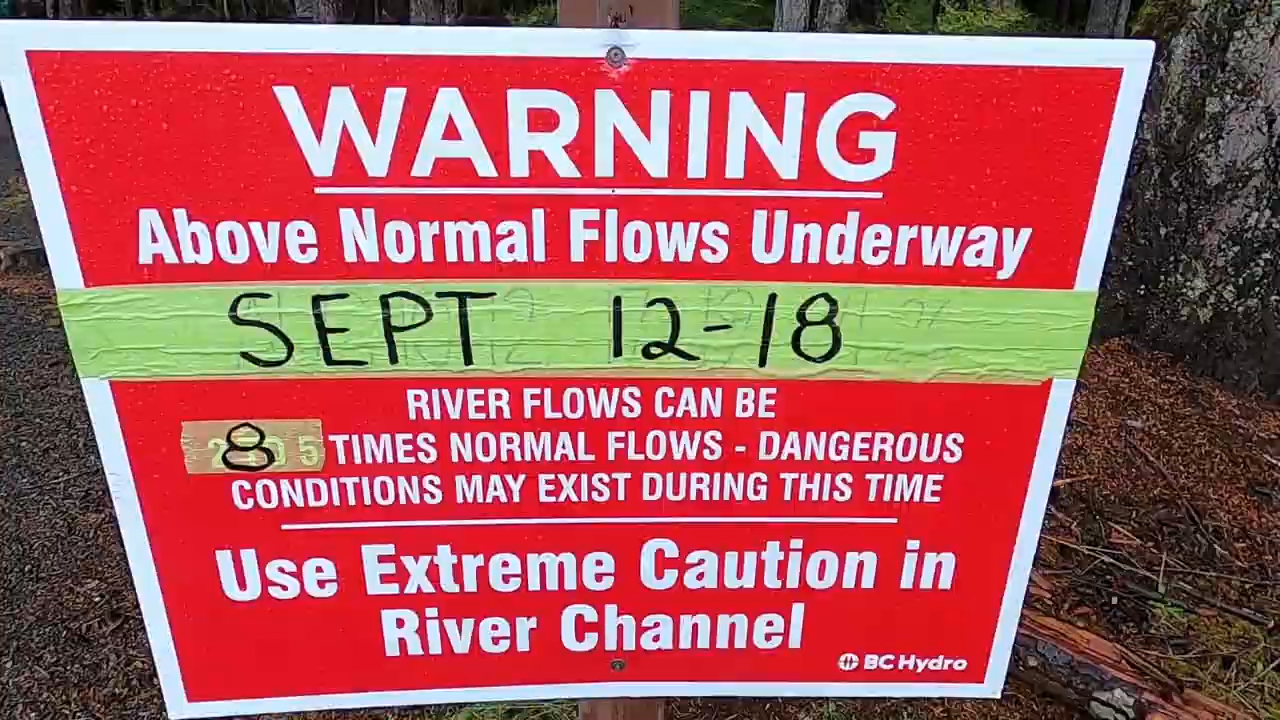 WARNING
Above Normal Flows Underway
SEPT 12-18
RIVER FLOWS CAN BE
8 TIMES NORMAL FLOWS - DANGEROUS
CONDITIONS MAY EXIST DURING THIS TIME
Use Extreme Caution in
River Channel
BC Hydro